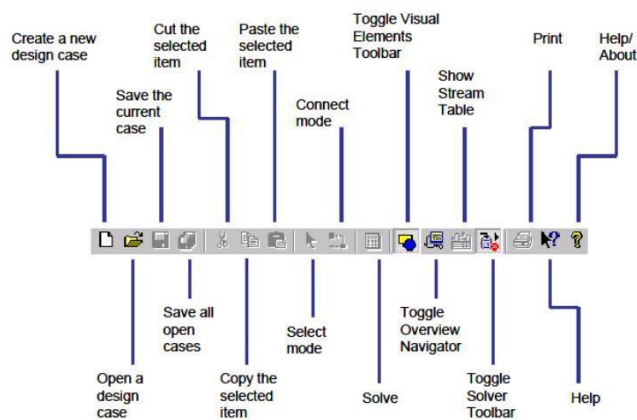 Create a new
design case
Save the
current
case
Cut the
selected
item
Paste the
selected
item
Connect mode
Toggle Visual
Elements
Toolbar
Show
Stream
Table
Print
Help/
About
Open a
design
case
Save all
open
cases
Copy the
selected
item
Select
mode
Solve
Toggle
Overview
Navigator
Toggle
Solver
Toolbar
Help